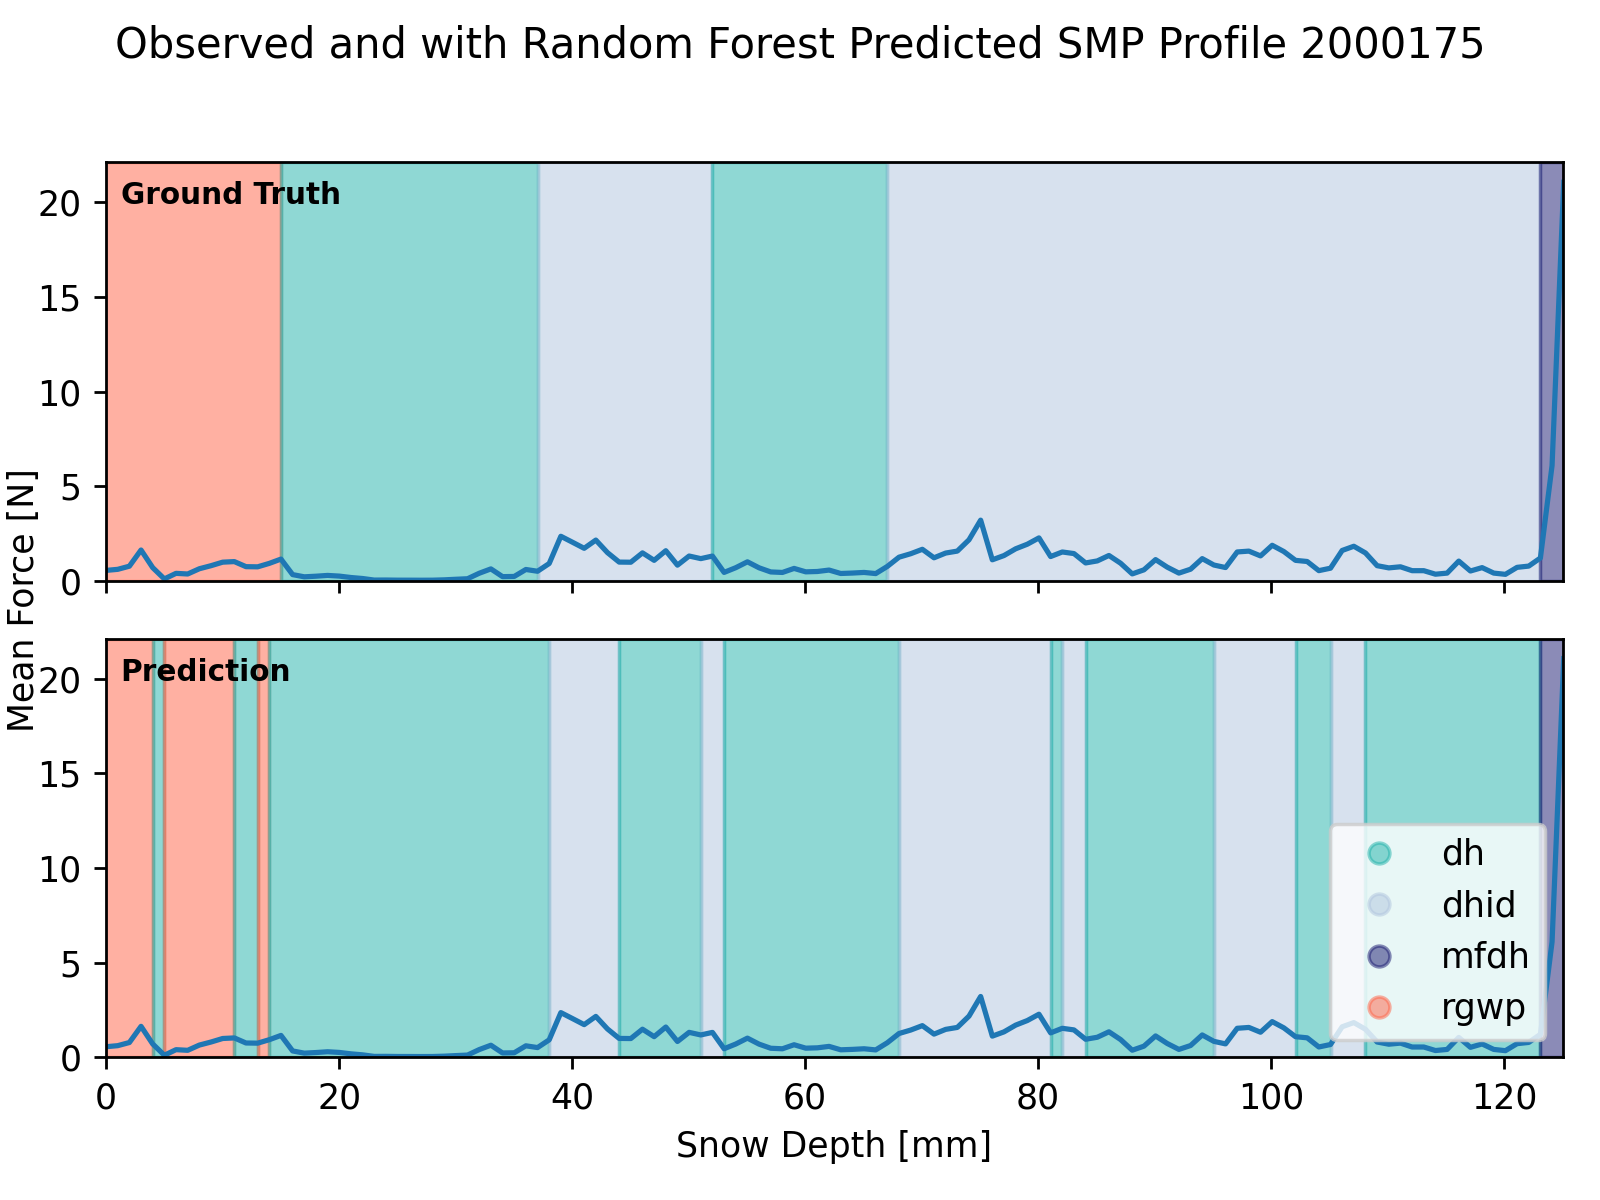 Observed and with Random Forest Predicted SMP Profile 2000175
Ground Truth
20
15
10
5
0
Mean Force [N]
Prediction
20
15
10
5
0
dh
dhid
mfdh
rgwp
0 20 40 60 80 100 120
Snow Depth [mm]